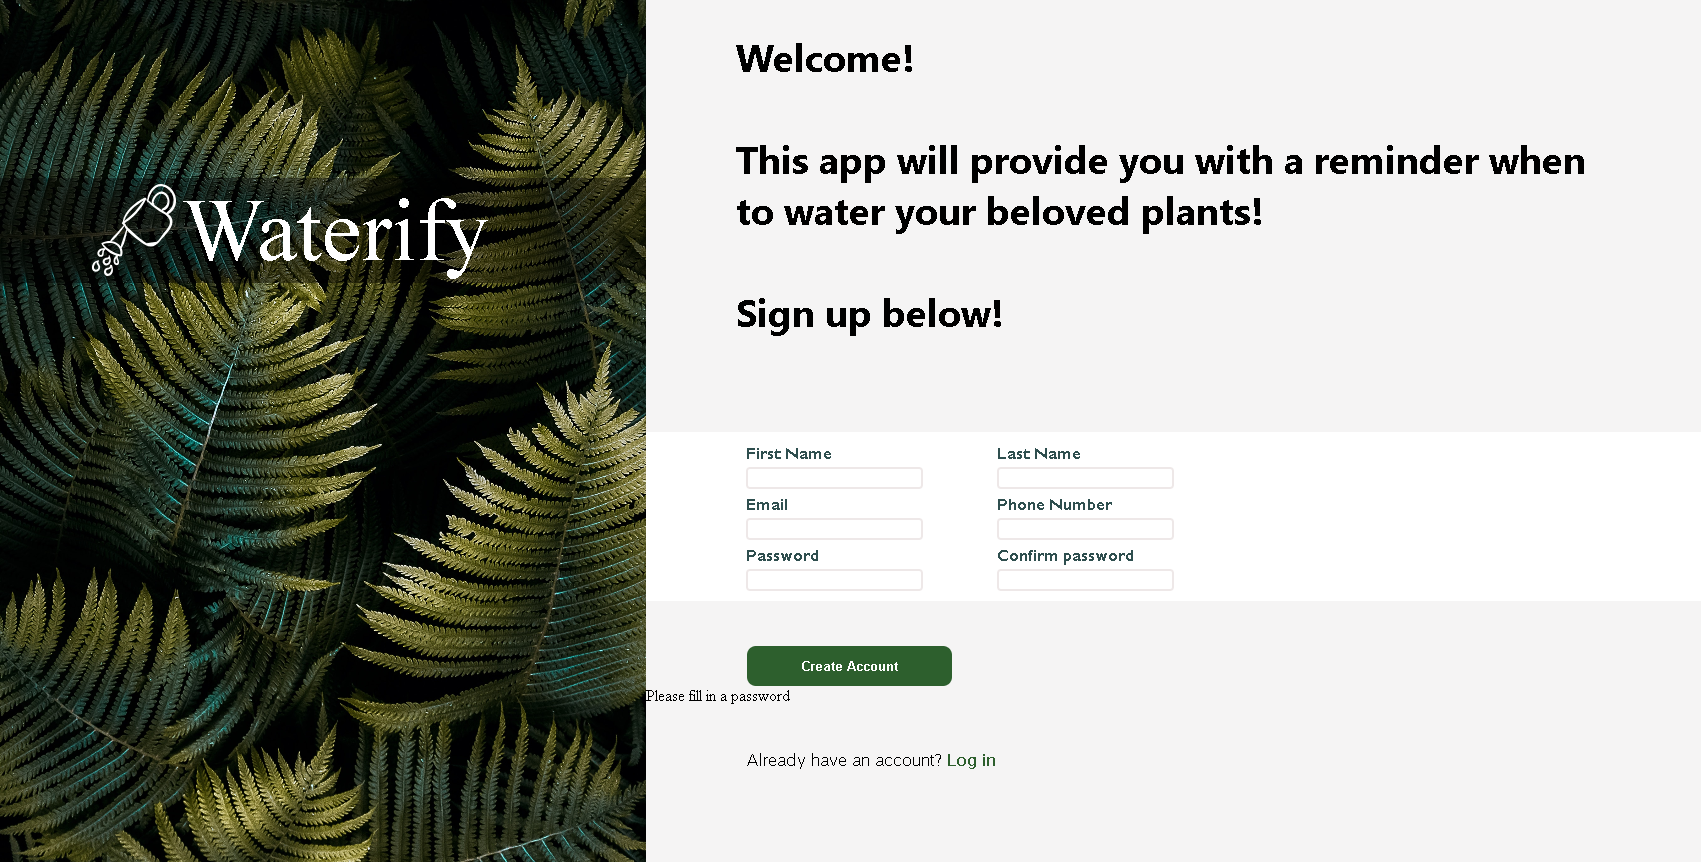 Waterify
Welcome!
This app will provide you with a reminder when
to water your beloved plants!
Sign up below!
First Name
Last Name
Email
Phone Number
Password
Confirm password
Create Account
Please fill in a password
Already have an account? Log in